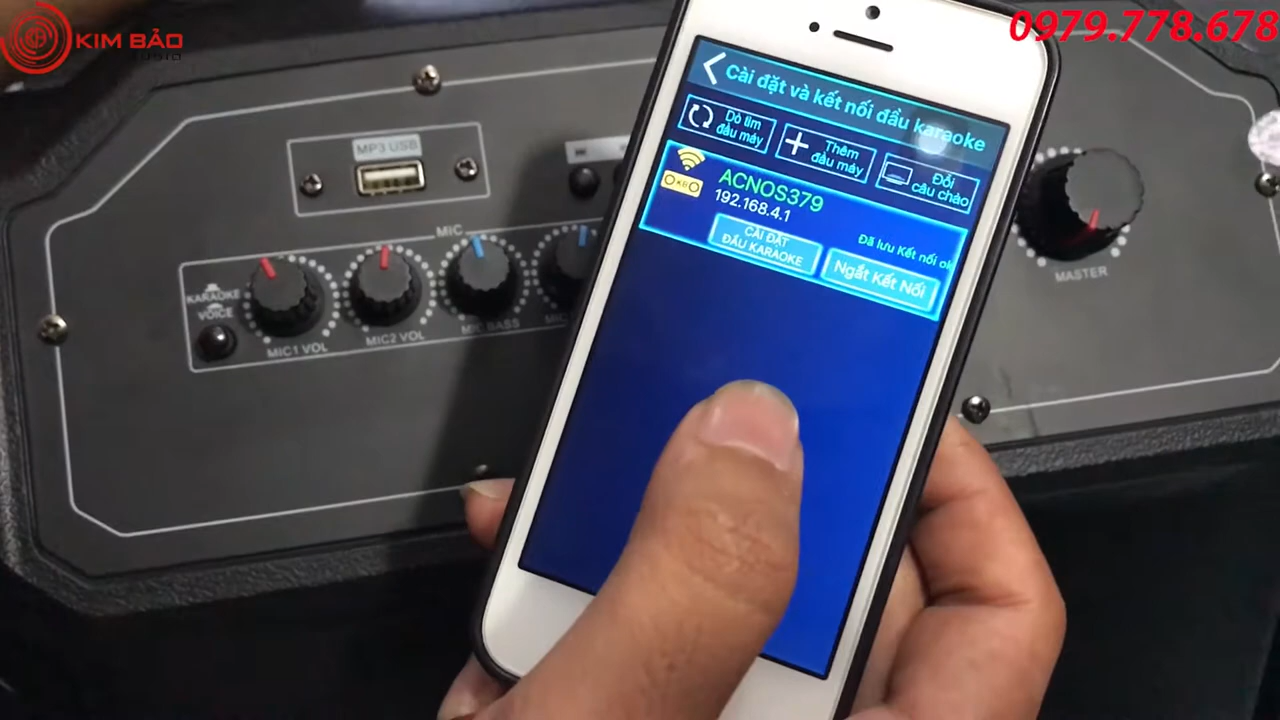 KIM BẢO
0979.778.678
Cài đặt và kết nối đầu karaoke
Dò tìm
đầu máy
Thêm
đầu máy
Đổi
câu chào
ACNOS379
192.168.4.1
Đã lưu Kết nối ok
CÀI ĐẶT
ĐẦU KARAOKE
Ngắt Kết Nối
MP3 USB
MIC
KARAOKE
VOICE
MIC1 VOL
MIC2 VOL
MIC BASS
MASTER